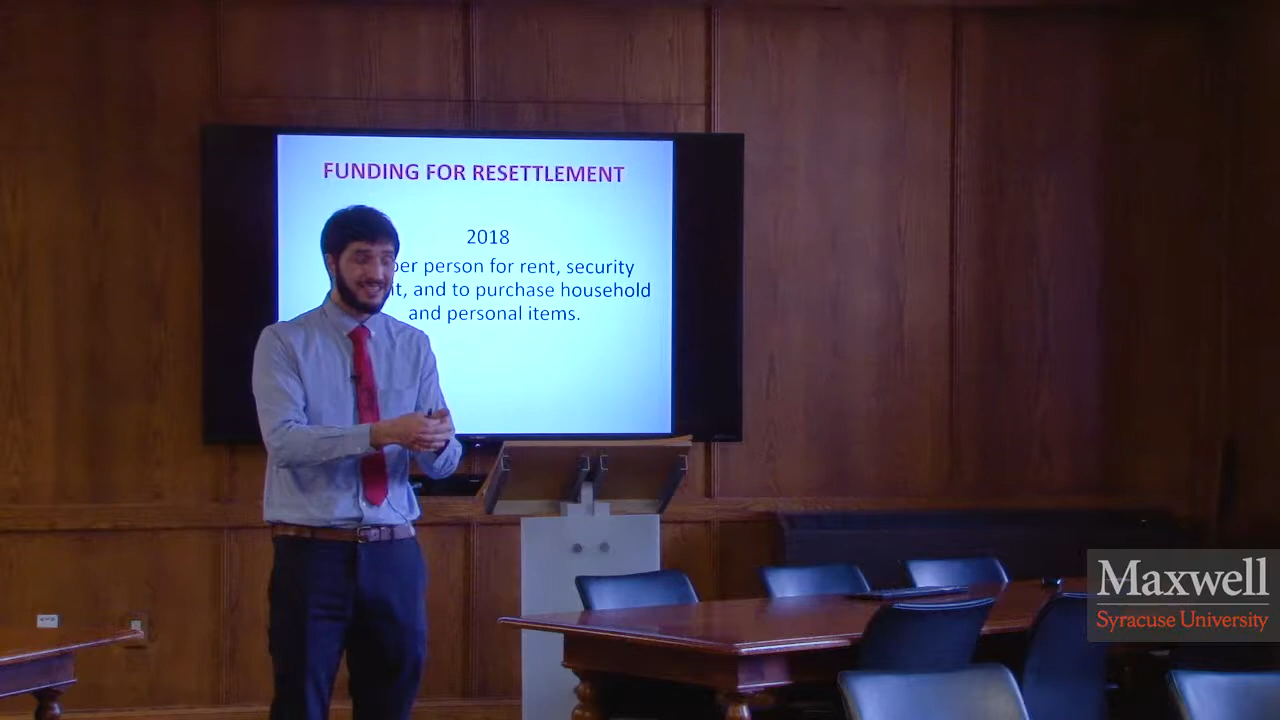 FUNDING FOR RESETTLEMENT
2018
per person for rent, security
and to purchase household
and personal items.
Maxwell
Syracuse University